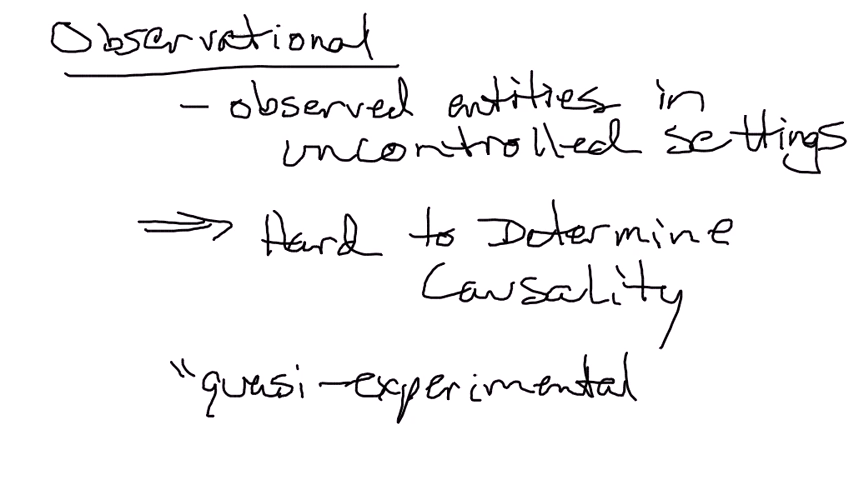 Observational
- observed entities in
uncontrolled settings
⇒ Hard to Determine
Causality
"quasi-experimental